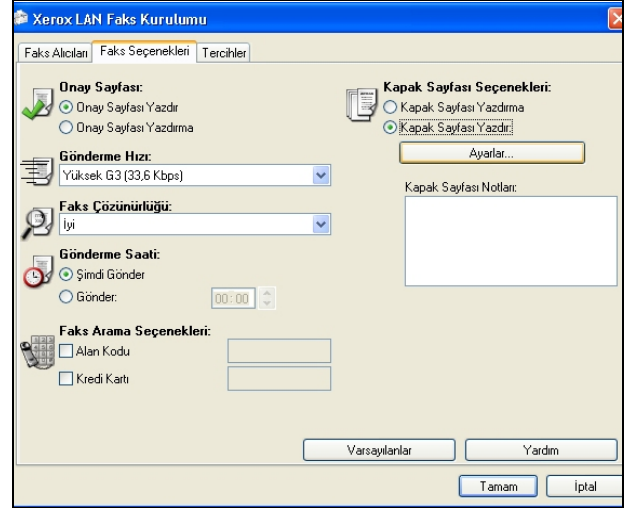 Xerox LAN Faks Kurulumu
Faks Alıcıları Faks Seçenekleri Tercihler
Onay Sayfası:
Onay Sayfası Yazdır
Onay Sayfası Yazdırma
Gönderme Hızı:
Yüksek G3 (33,6 Kbps)
Faks Çözünürlüğü:
İyi
Gönderme Saati:
Şimdi Gönder
Gönder:
00:00
Faks Arama Seçenekleri:
Alan Kodu
Kredi Kartı
Kapak Sayfası Seçenekleri:
Kapak Sayfası Yazdırma
Kapak Sayfası Yazdır:
Ayarlar...
Kapak Sayfası Notları:
Varsayılanlar
Yardım
Tamam
İptal